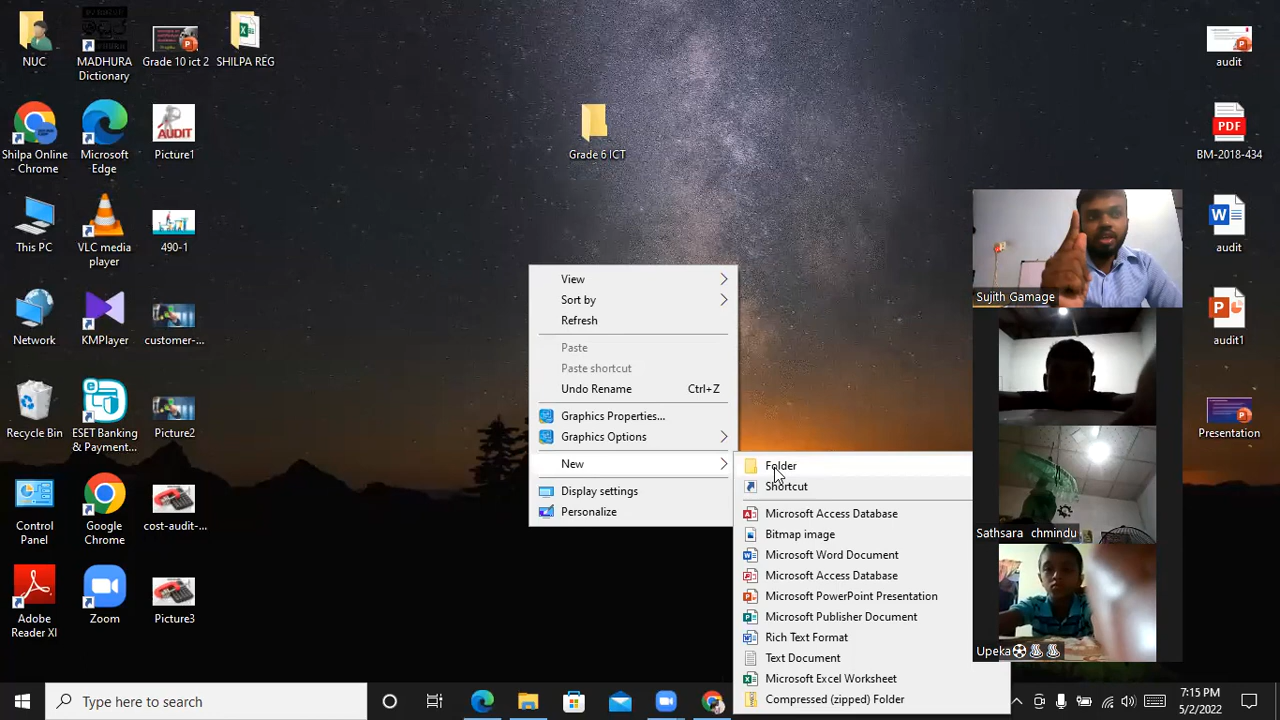 NUC
MADHURA
Dictionary
Grade 10 ict 2
SHILPA REG
Shilpa Online
- Chrome
Microsoft
Edge
AUDIT
Picture1
This PC
VLC media
player
490-1
Network
KMPlayer
customer-...
Recycle Bin
ESET Banking
& Payment...
Picture2
Control
Panel
Google
Chrome
cost-audit-...
Adobe
Reader XI
Zoom
Picture3
Grade 6 ICT
View
Sort by
Refresh
Paste
Paste shortcut
Undo Rename Ctrl+Z
Graphics Properties...
Graphics Options
New
Display settings
Personalize
Folder
Shortcut
Microsoft Access Database
Bitmap image
Microsoft Word Document
Microsoft Access Database
Microsoft PowerPoint Presentation
Microsoft Publisher Document
Rich Text Format
Text Document
Microsoft Excel Worksheet
Compressed (zipped) Folder
Sujith Gamage
Sathsara chmindu
Upeka⚽♨♨
audit
PDF
BM-2018-434
audit
audit1
Presentation
Type here to search
7:15 PM
5/2/2022